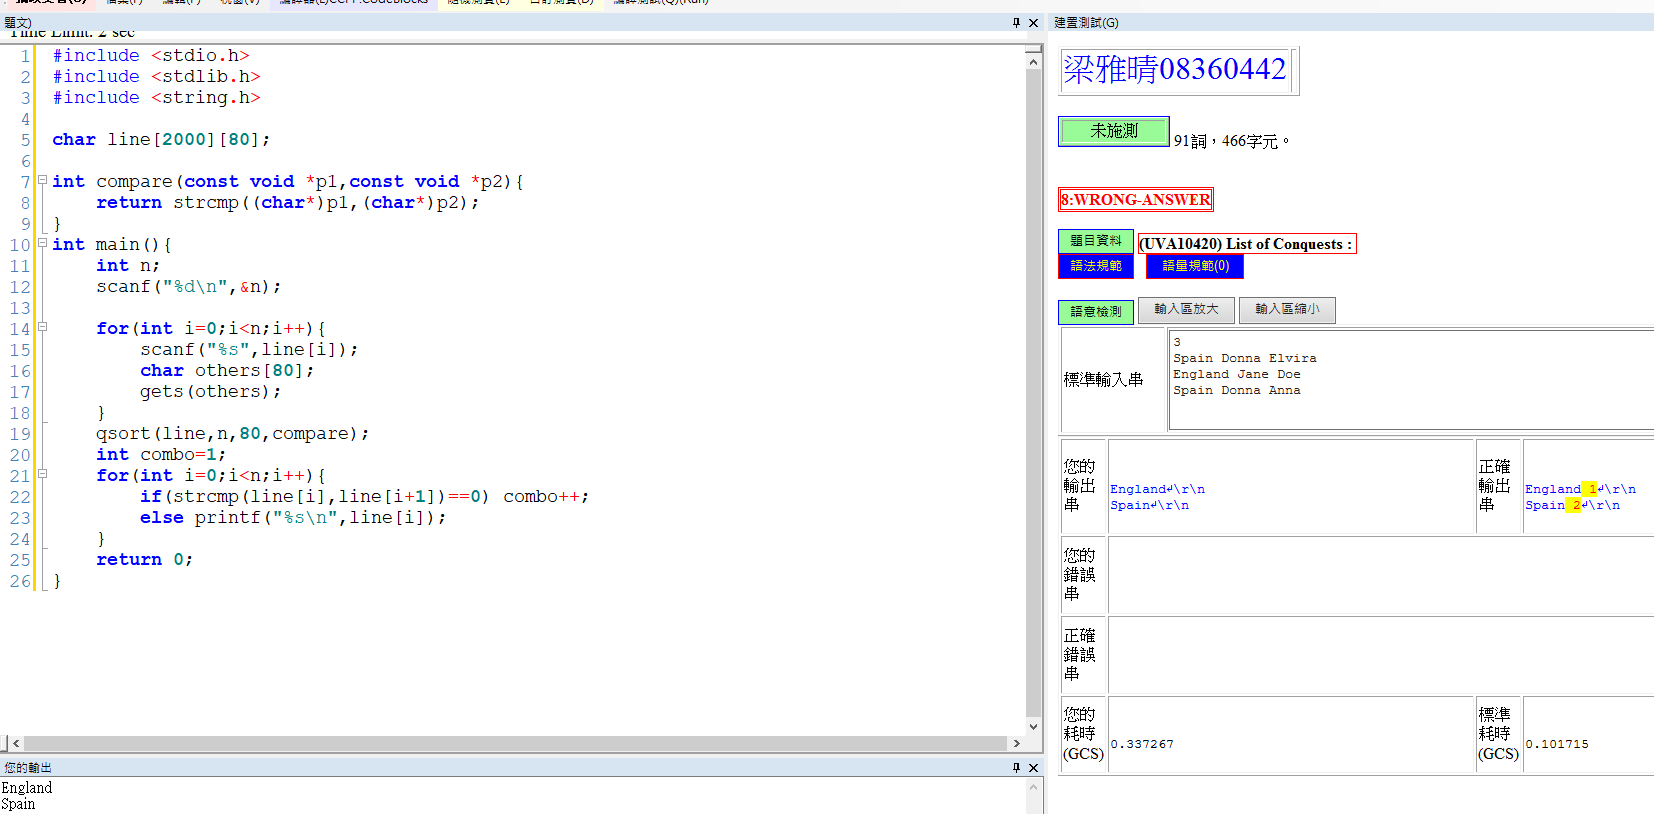 題文)
Time Limit: 2 sec
1 #include <stdio.h>
2 #include <stdlib.h>
3 #include <string.h>
4
5 char line[2000][80];
6
7 int compare(const void *p1,const void *p2){
8     return strcmp((char*)p1,(char*)p2);
9 }
10 int main(){
11     int n;
12     scanf("%d\n",&n);
13
14     for(int i=0;i<n;i++){
15         scanf("%s",line[i]);
16         char others[80];
17         gets(others);
18     }
19     qsort(line,n,80,compare);
20     int combo=1;
21     for(int i=0;i<n;i++){
22         if(strcmp(line[i],line[i+1])==0) combo++;
23         else printf("%s\n",line[i]);
24     }
25     return 0;
26 }
您的輸出
England
Spain
建置測試(G)
梁雅晴08360442
未施測 91詞，466字元。
8:WRONG-ANSWER
題目資料 (UVA10420) List of Conquests :
語法規範 語量規範(0)
語意檢測 輸入區放大 輸入區縮小
標準輸入串
3
Spain Donna Elvira
England Jane Doe
Spain Donna Anna
您的輸出串
England↵\r\n
Spain↵\r\n
正確輸出串
England 1↵\r\n
Spain 2↵\r\n
您的錯誤串
正確錯誤串
您的耗時(GCS) 0.337267
標準耗時(GCS) 0.101715